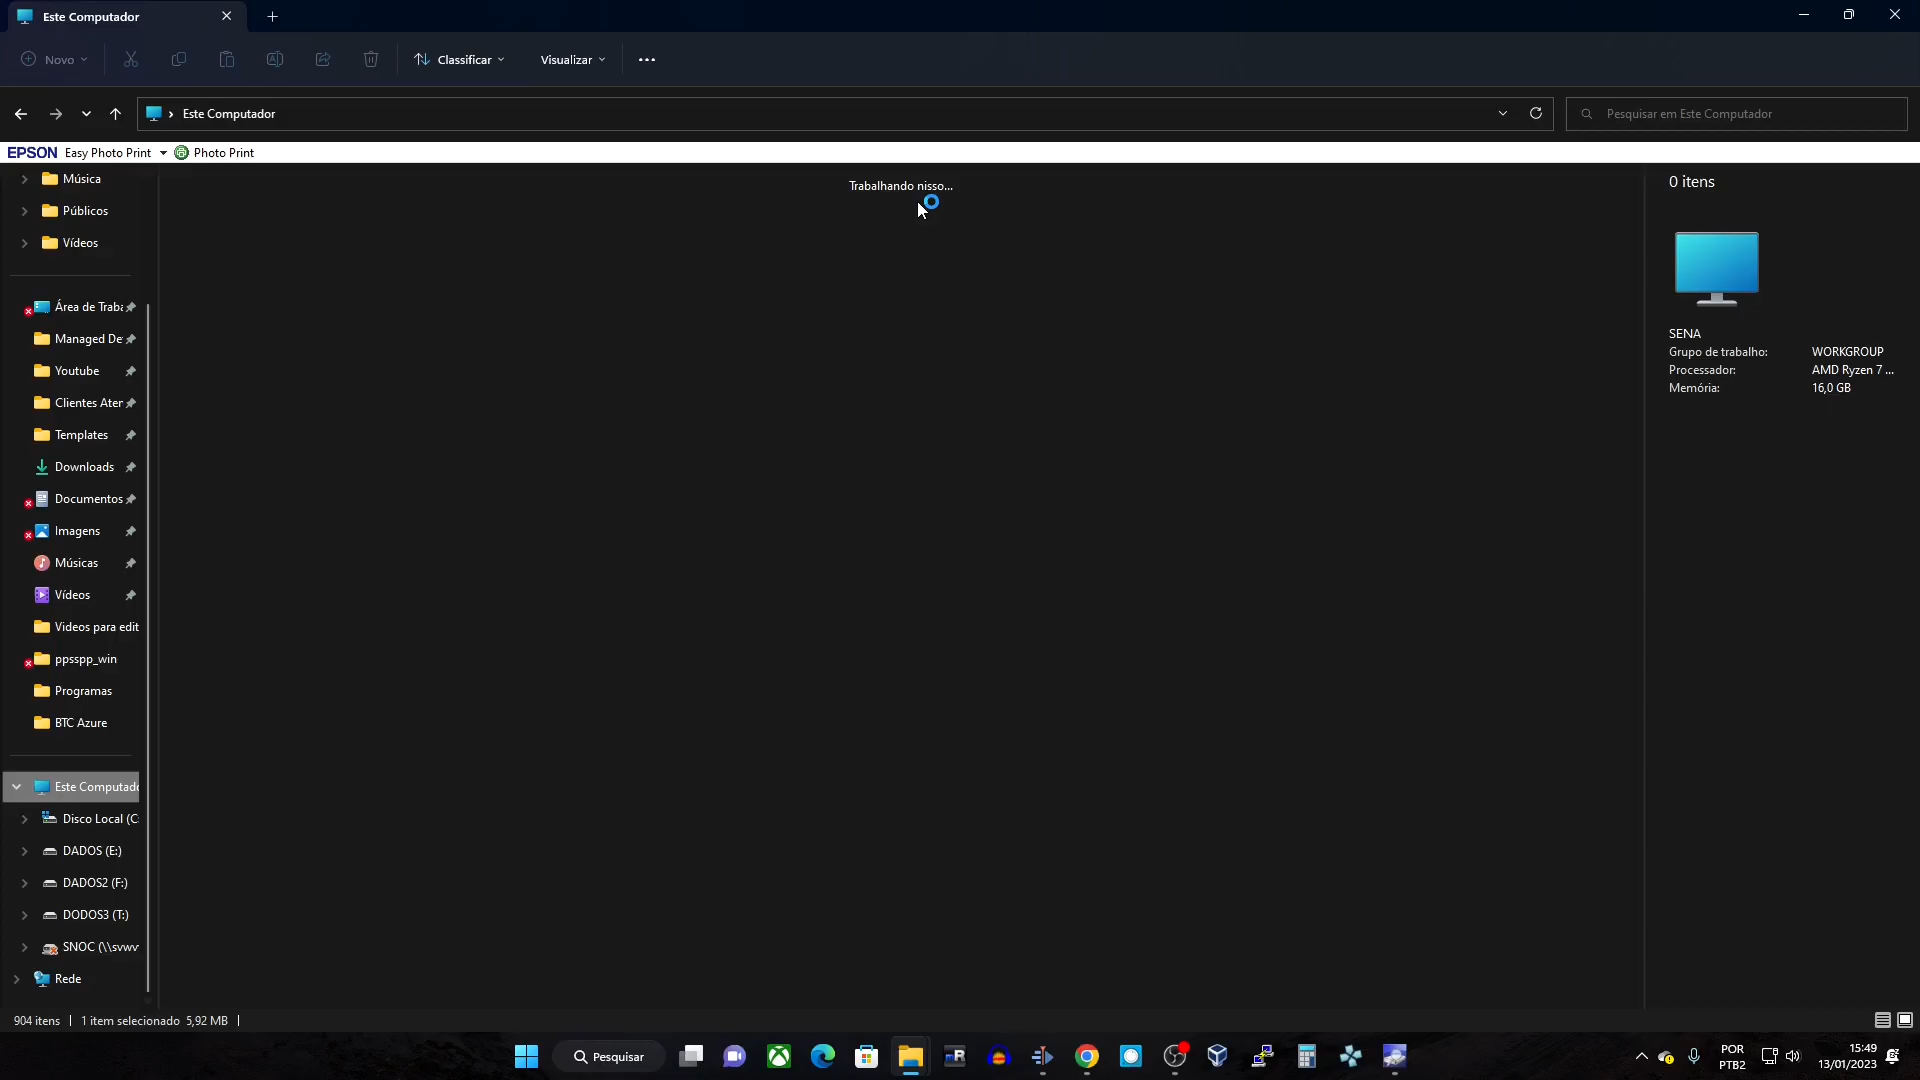 Este Computador
Novo
Classificar
Visualizar
Este Computador
Pesquisar em Este Computador
EPSON Easy Photo Print Photo Print
Música
Públicos
Vídeos
Área de Traba
Managed De
Youtube
Clientes Aten
Templates
Downloads
Documentos
Imagens
Músicas
Vídeos
Videos para edit
ppsspp_win
Programas
BTC Azure
Este Computado
Disco Local (C:
DADOS (E:)
DADOS2 (F:)
DODOS3 (T:)
SNOC (\\svwv
Rede
Trabalhando nisso...
0 itens
SENA
Grupo de trabalho: WORKGROUP
Processador: AMD Ryzen 7 ...
Memória: 16,0 GB
904 itens 1 item selecionado 5,92 MB
Pesquisar
mR
POR
PTB2
15:49
13/01/2023